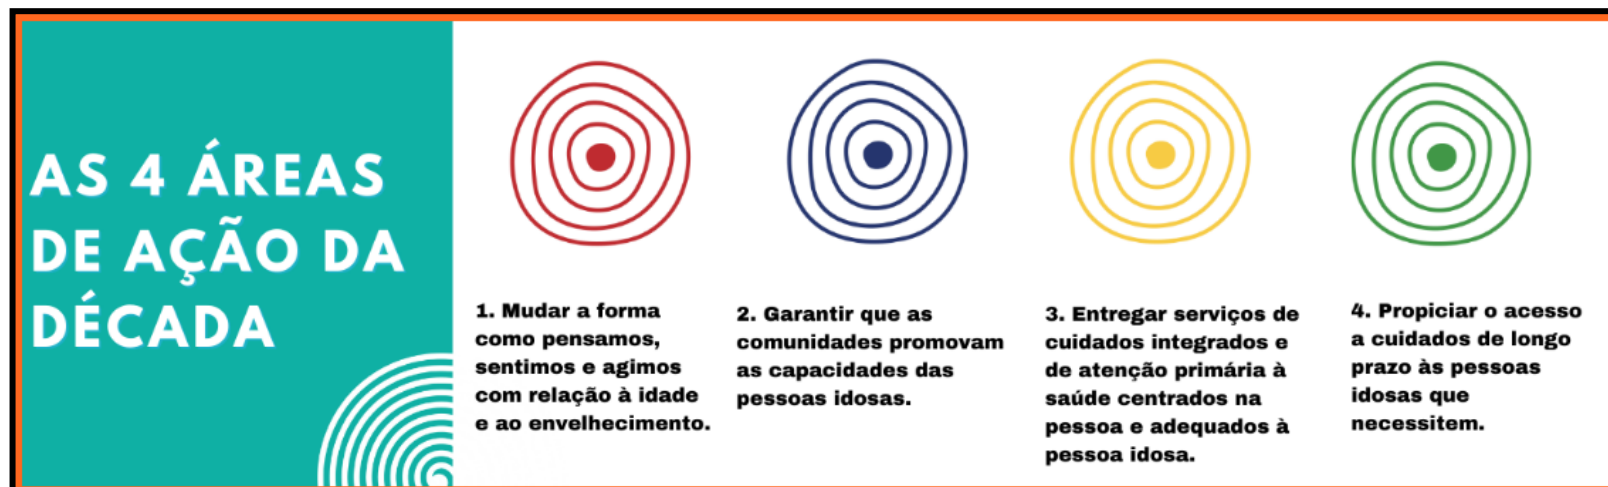 AS 4 ÁREAS
DE AÇÃO DA
DÉCADA
1. Mudar a forma
como pensamos,
sentimos e agimos
com relação à idade
e ao envelhecimento.
2. Garantir que as
comunidades promovam
as capacidades das
pessoas idosas.
3. Entregar serviços de
cuidados integrados e
de atenção primária à
saúde centrados na
pessoa e adequados à
pessoa idosa.
4. Propiciar o acesso
a cuidados de longo
prazo às pessoas
idosas que
necessitem.